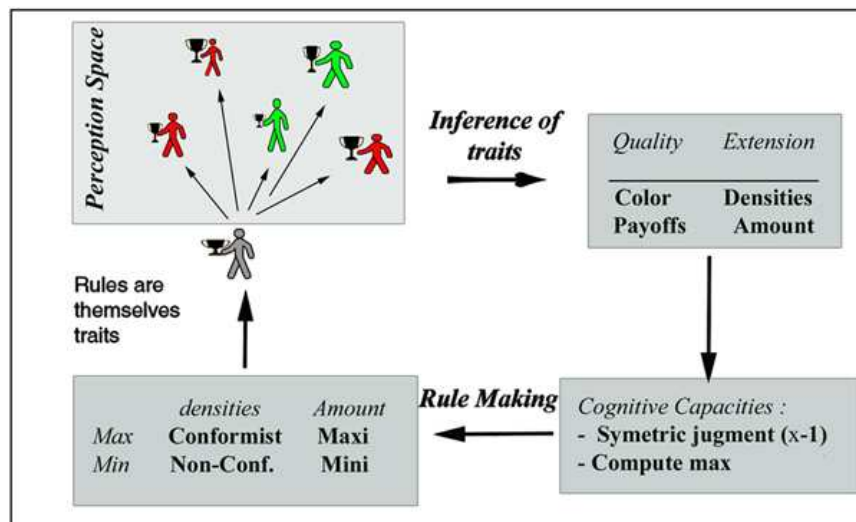 Perception Space
Inference of
traits
Quality Extension
Color Densities
Payoffs Amount
Rules are
themselves
traits
densities Amount
Max Conformist Maxi
Min Non-Conf. Mini
Rule Making
Cognitive Capacities :
- Symetric jugment (x-1)
- Compute max